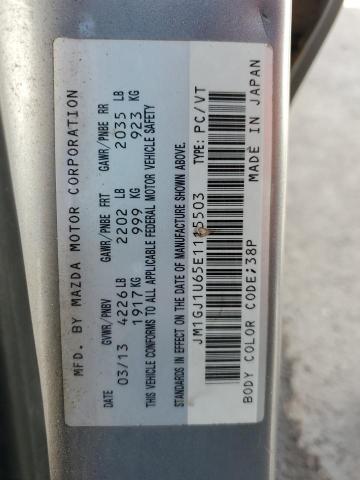 MFD. BY MAZDA MOTOR CORPORATION
DATE GVWR/PNBV GAWR/PNBE FRT GAWR/PNBE RR
03/13 4226 LB 2202 LB 2035 LB
1917 KG 999 KG 923 KG
THIS VEHICLE CONFORMS TO ALL APPLICABLE FEDERAL MOTOR VEHICLE SAFETY
STANDARDS IN EFFECT ON THE DATE OF MANUFACTURE SHOWN ABOVE.
TYPE: PC/VT
BODY COLOR CODE;38P MADE IN JAPAN